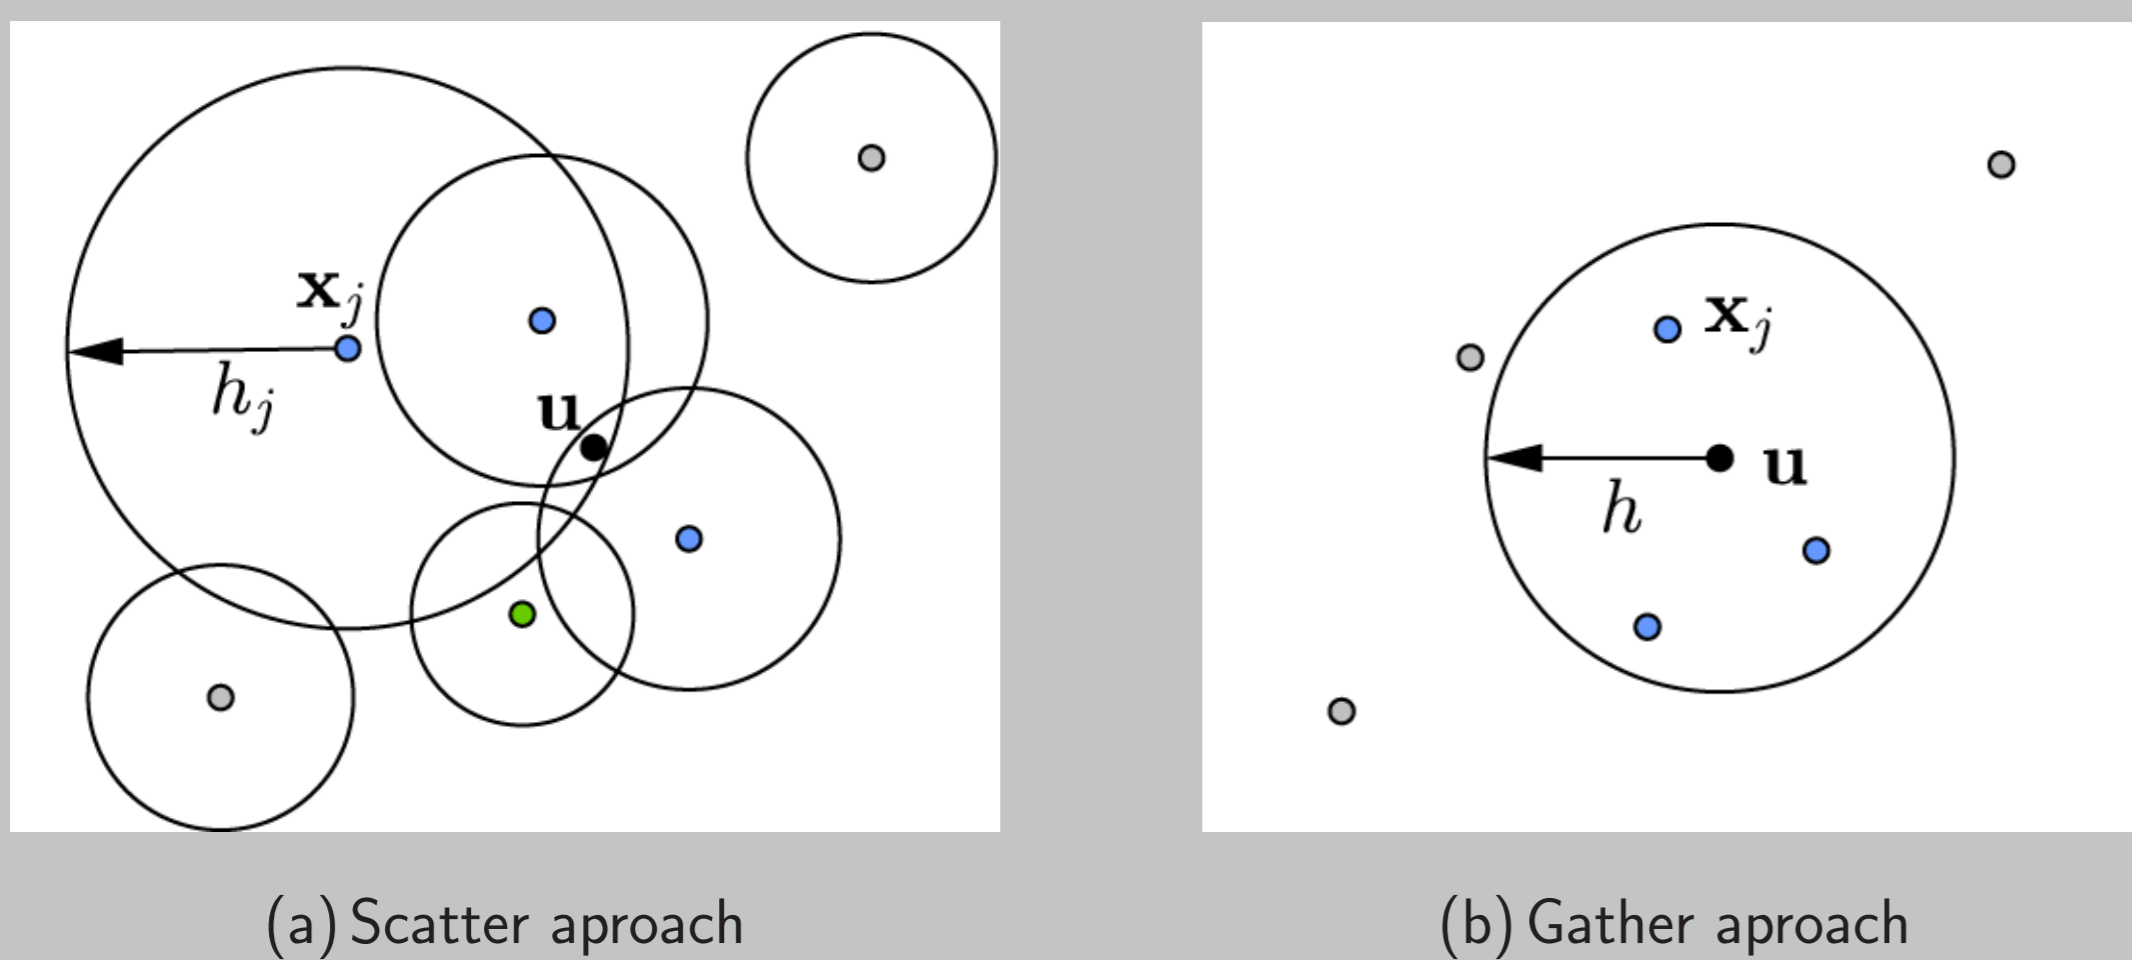 x_j
h_j
u
(a) Scatter aproach
x_j
u
h
(b) Gather aproach